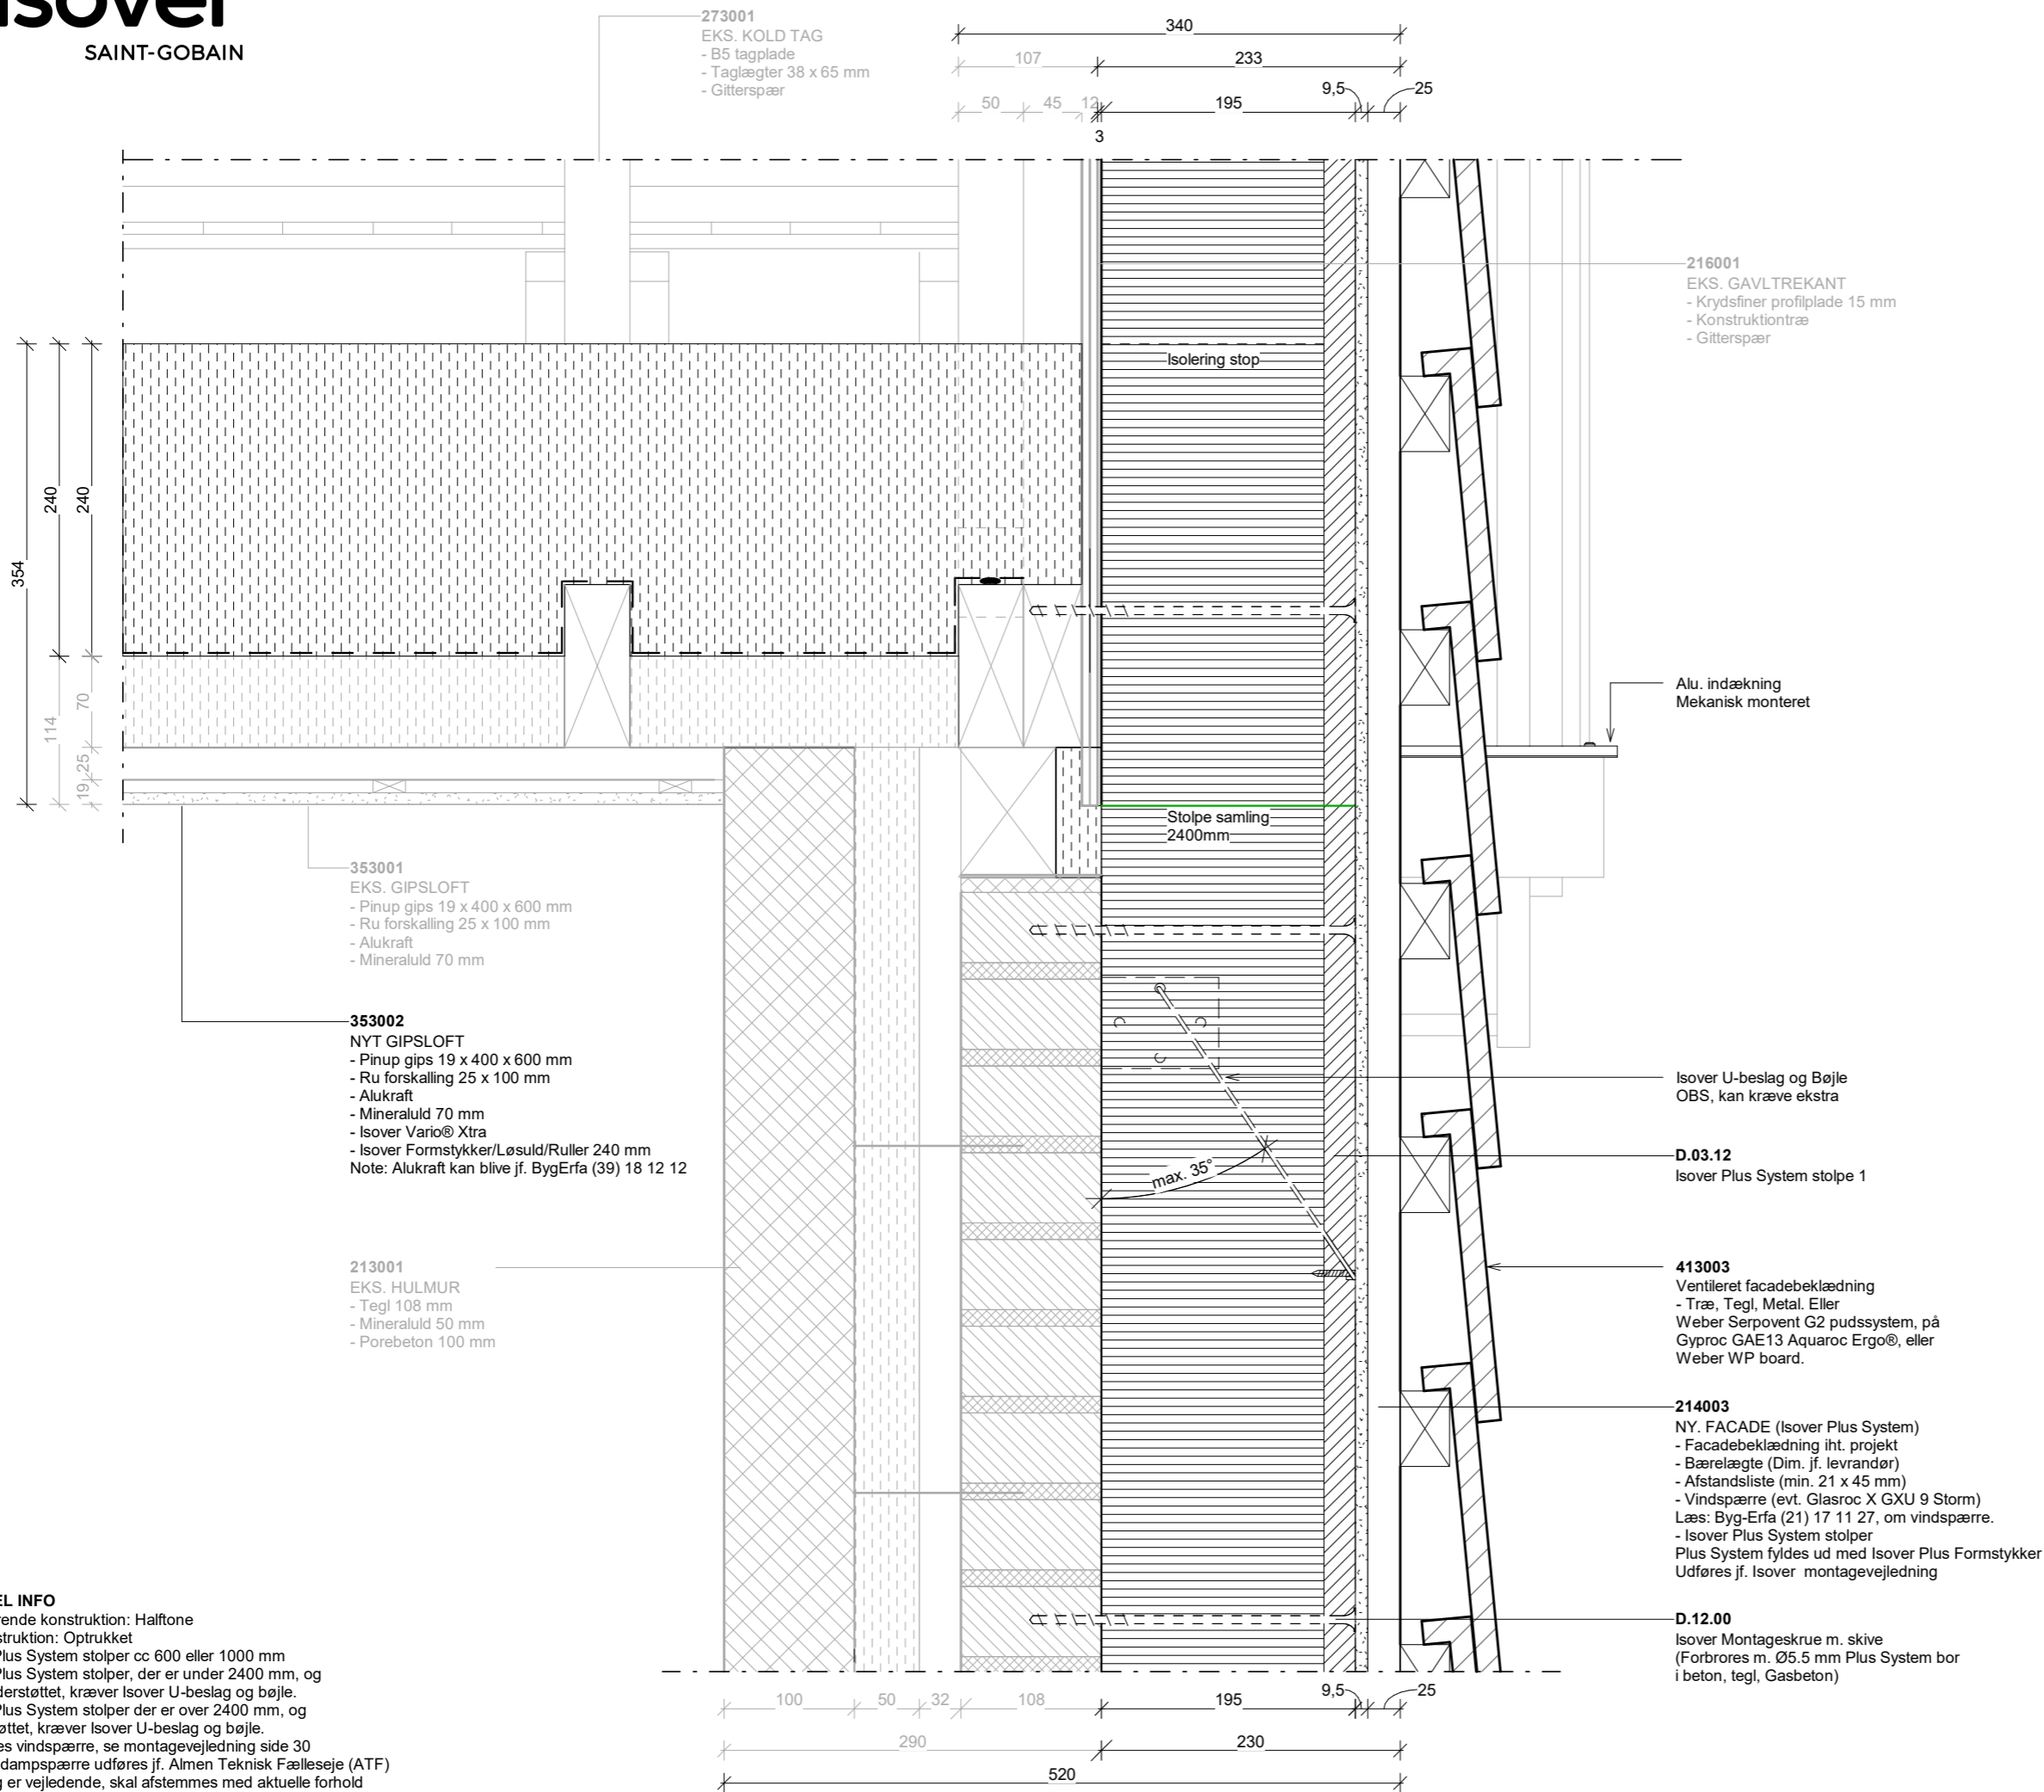 isover
SAINT-GOBAIN
273001
EKS. KOLD TAG
- B5 tagplade
- Taglægter 38 x 65 mm
- Gitterspær
340
107
233
50
45
12
3
195
9,5
25
216001
EKS. GAVLTREKANT
- Krydsfiner profilplade 15 mm
- Konstruktiontræ
- Gitterspær
Isolering stop
354
240
240
114
70
25
19
Alu. indækning
Mekanisk monteret
Stolpe samling
2400mm
353001
EKS. GIPSLOFT
- Pinup gips 19 x 400 x 600 mm
- Ru forskalling 25 x 100 mm
- Alukraft
- Mineraluld 70 mm
353002
NYT GIPSLOFT
- Pinup gips 19 x 400 x 600 mm
- Ru forskalling 25 x 100 mm
- Alukraft
- Mineraluld 70 mm
- Isover Vario® Xtra
- Isover Formstykker/Løsuld/Ruller 240 mm
Note: Alukraft kan blive jf. BygErfa (39) 18 12 12
Isover U-beslag og Bøjle
OBS, kan kræve ekstra
max. 35°
D.03.12
Isover Plus System stolpe 1
213001
EKS. HULMUR
- Tegl 108 mm
- Mineraluld 50 mm
- Porebeton 100 mm
413003
Ventileret facadebeklædning
- Træ, Tegl, Metal. Eller
Weber Serpovent G2 pudssystem, på
Gyproc GAE13 Aquaroc Ergo®, eller
Weber WP board.
214003
NY. FACADE (Isover Plus System)
- Facadebeklædning iht. projekt
- Bærelægte (Dim. jf. levrandør)
- Afstandsliste (min. 21 x 45 mm)
- Vindspærre (evt. Glasroc X GXU 9 Storm)
Læs: Byg-Erfa (21) 17 11 27, om vindspærre.
- Isover Plus System stolper
Plus System fyldes ud med Isover Plus Formstykker
Udføres jf. Isover montagevejledning
D.12.00
Isover Montageskrue m. skive
(Forbrores m. Ø5.5 mm Plus System bor
i beton, tegl, Gasbeton)
EL INFO
rende konstruktion: Halftone
struktion: Optrukket
Plus System stolper cc 600 eller 1000 mm
Plus System stolper, der er under 2400 mm, og
derstøttet, kræver Isover U-beslag og bøjle.
Plus System stolper der er over 2400 mm, og
øttet, kræver Isover U-beslag og bøjle.
es vindspærre, se montagevejledning side 30
dampspærre udføres jf. Almen Teknisk Fælleseje (ATF)
g er vejledende, skal afstemmes med aktuelle forhold
100
50
32
108
195
9,5
25
290
230
520